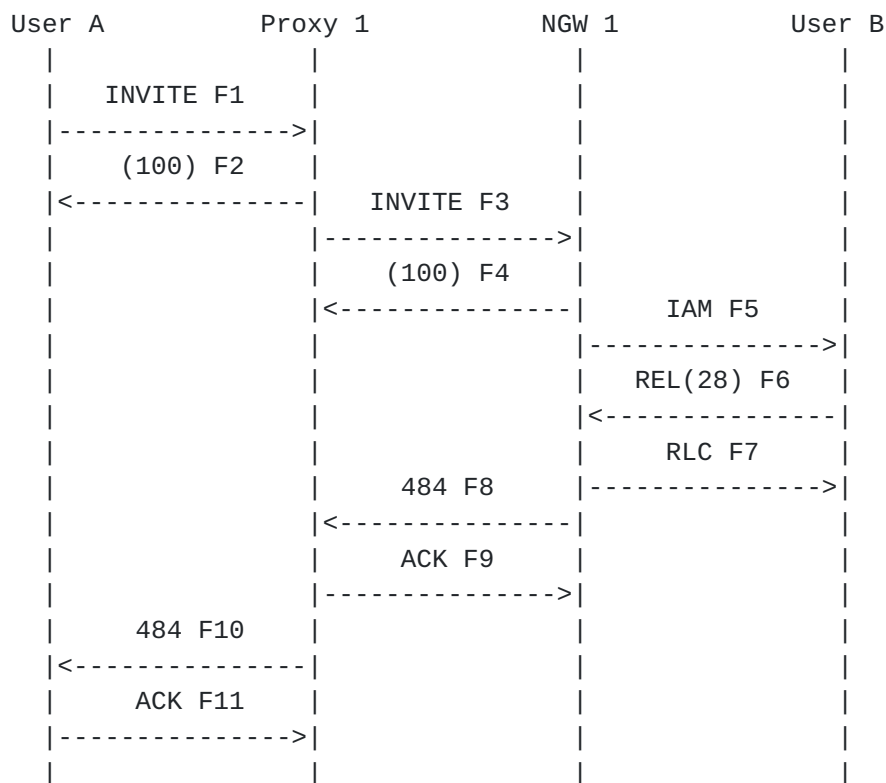 User A Proxy 1 NGW 1 User B
INVITE F1
(100) F2
INVITE F3
(100) F4
IAM F5
REL(28) F6
RLC F7
484 F8
ACK F9
484 F10
ACK F11